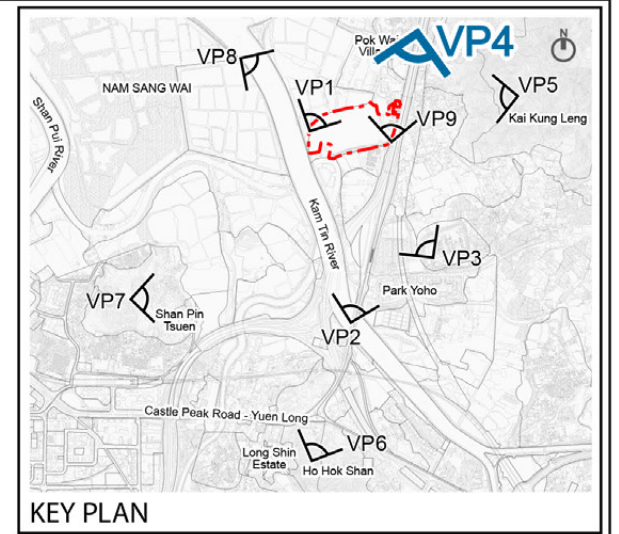 Pok Wai
VP4
N
VP8
VP5
NAM SANG WAI
VP1
VP9
Kai Kung Leng
Shan Pui River
Kam Tin River
VP3
VP7
Park Yoho
Shan Pin
Tsuen
VP2
Castle Peak Road - Yuen Long
Long Shin
Estate
VP6
Ho Hok Shan
KEY PLAN